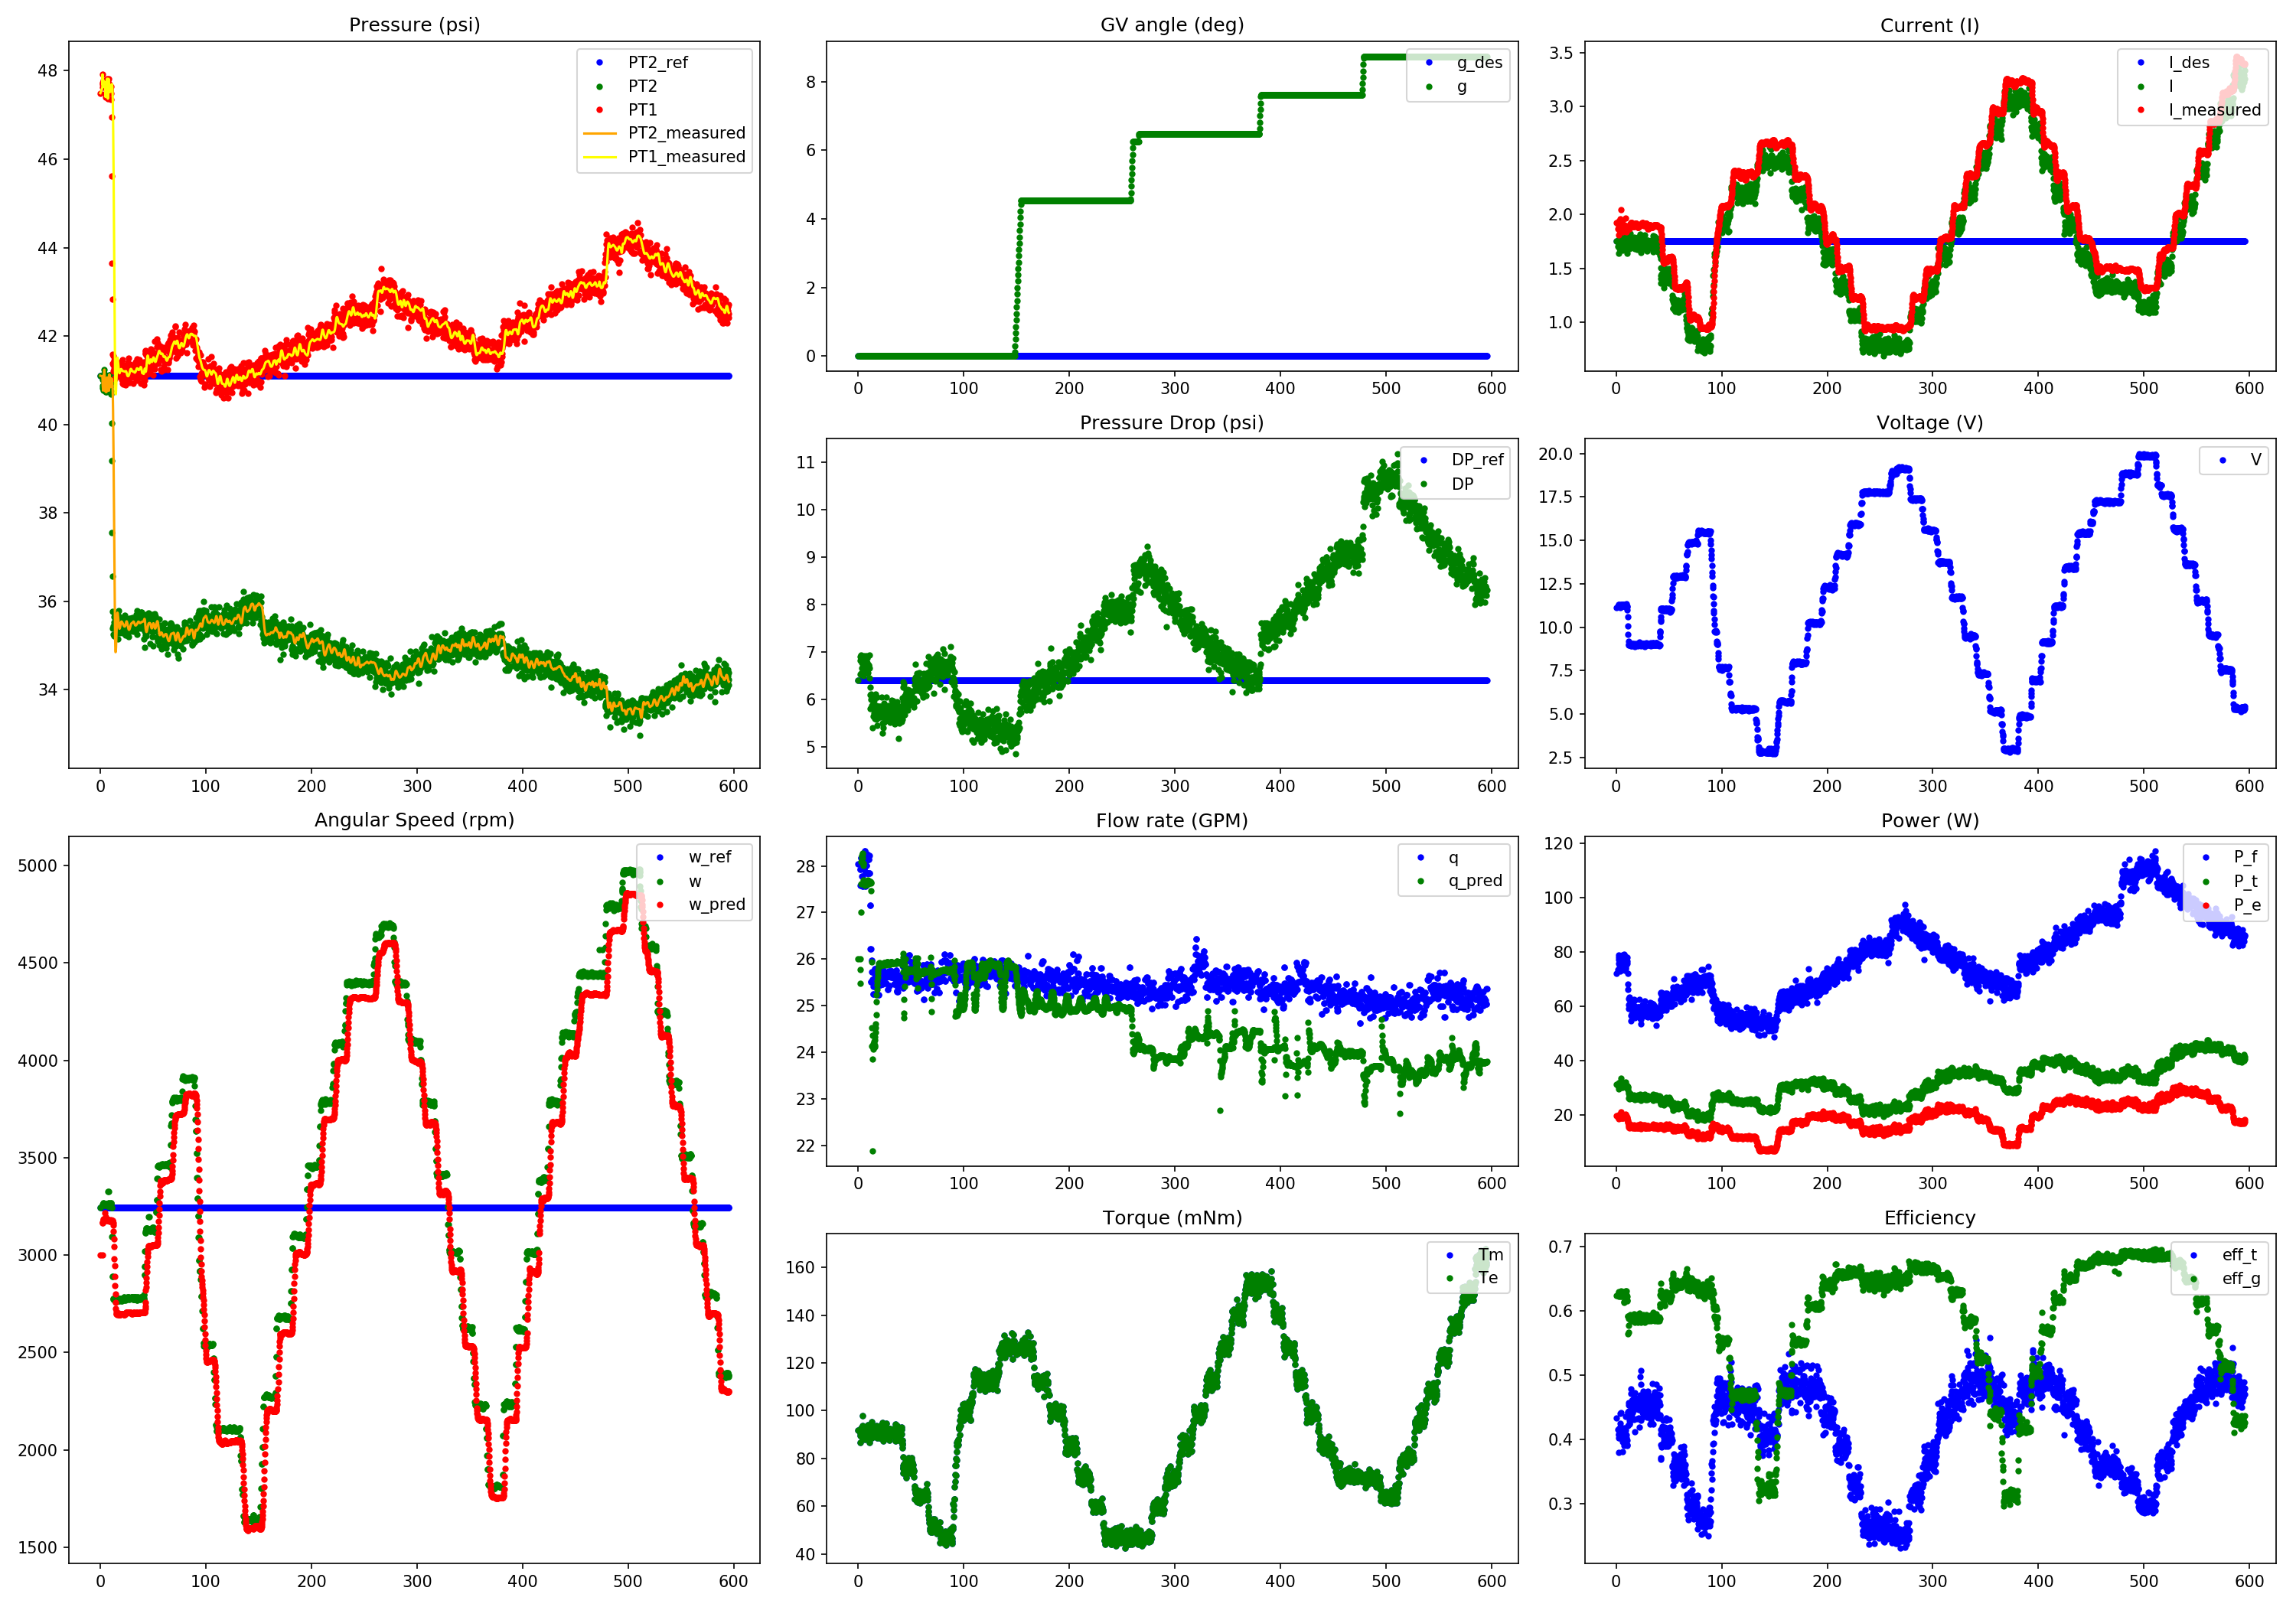 Pressure (psi)
48
46
44
42
40
38
36
34
0 100 200 300 400 500 600
PT2_ref
PT2
PT1
PT2_measured
PT1_measured
GV angle (deg)
8
6
4
2
0
0 100 200 300 400 500 600
g_des
g
Current (I)
3.5
3.0
2.5
2.0
1.5
1.0
0 100 200 300 400 500 600
I_des
I
I_measured
Pressure Drop (psi)
11
10
9
8
7
6
5
0 100 200 300 400 500 600
DP_ref
DP
Voltage (V)
20.0
17.5
15.0
12.5
10.0
7.5
5.0
2.5
0 100 200 300 400 500 600
V
Angular Speed (rpm)
5000
4500
4000
3500
3000
2500
2000
1500
0 100 200 300 400 500 600
w_ref
w
w_pred
Flow rate (GPM)
28
27
26
25
24
23
22
0 100 200 300 400 500 600
q
q_pred
Power (W)
120
100
80
60
40
20
0 100 200 300 400 500 600
P_f
P_t
P_e
Torque (mNm)
160
140
120
100
80
60
40
0 100 200 300 400 500 600
Tm
Te
Efficiency
0.7
0.6
0.5
0.4
0.3
0 100 200 300 400 500 600
eff_t
eff_g